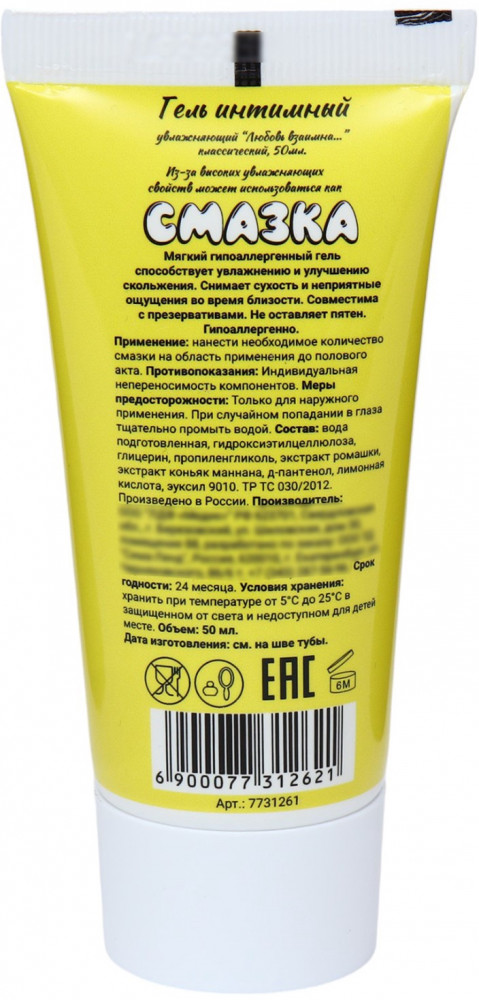 Гель интимный
увлажняющий "Любовь взаимна..."
классический, 50мл.
Из-за высоких увлажняющих
свойств может использоваться как
СМАЗКА
Мягкий гипоаллергенный гель
способствует увлажнению и улучшению
скольжения. Снимает сухость и неприятные
ощущения во время близости. Совместима
с презервативами. Не оставляет пятен.
Гипоаллергенно.
Применение: нанести необходимое количество
смазки на область применения до полового
акта. Противопоказания: Индивидуальная
непереносимость компонентов. Меры
предосторожности: Только для наружного
применения. При случайном попадании в глаза
тщательно промыть водой. Состав: вода
подготовленная, гидроксиэтилцеллюлоза,
глицерин, пропиленгликоль, экстракт ромашки,
экстракт коньяк маннана, д-пантенол, лимонная
кислота, эуксил 9010. ТР ТС 030/2012.
Произведено в России. Производитель:
Срок
годности: 24 месяца. Условия хранения:
хранить при температуре от 5°С до 25°С в
защищенном от света и недоступном для детей
месте. Объем: 50 мл.
Дата изготовления: см. на шве тубы.
ЕАС
6М
6 900077 312621
Арт.: 7731261